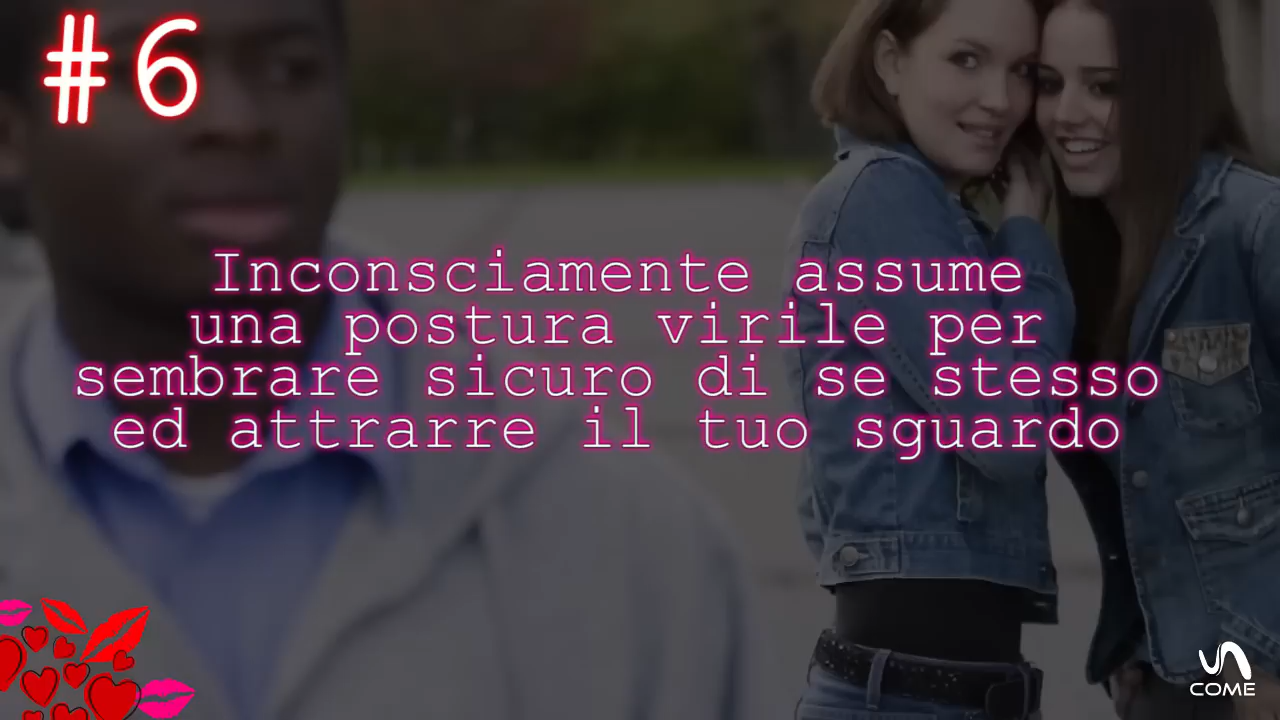 #6
Inconsciamente assume
una postura virile per
sembrare sicuro di se stesso
ed attrarre il tuo sguardo
COME